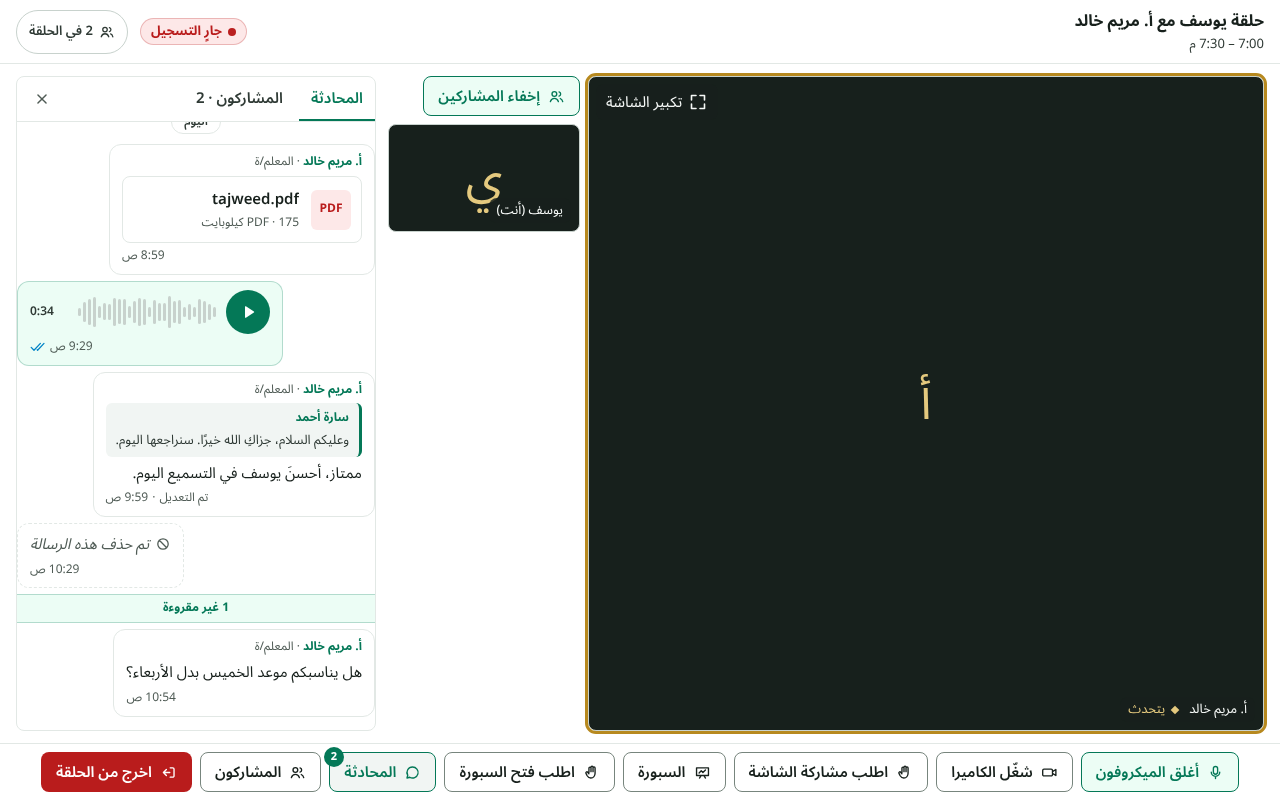 حلقة يوسف مع أ. مريم خالد
7:00 – 7:30 م
جارٍ التسجيل
2 في الحلقة
تكبير الشاشة
أ
أ. مريم خالد ◆ يتحدث
إخفاء المشاركين
ي
يوسف (أنت)
المحادثة
المشاركون · 2
اليوم
أ. مريم خالد · المعلم/ة
PDF
tajweed.pdf
PDF · 175 كيلوبايت
8:59 ص
0:34
9:29 ص
أ. مريم خالد · المعلم/ة
سارة أحمد
وعليكم السلام، جزاكِ الله خيرًا. سنراجعها اليوم.
ممتاز، أحسنَ يوسف في التسميع اليوم.
تم التعديل · 9:59 ص
تم حذف هذه الرسالة
10:29 ص
1 غير مقروءة
أ. مريم خالد · المعلم/ة
هل يناسبكم موعد الخميس بدل الأربعاء؟
10:54 ص
أغلق الميكروفون
شغّل الكاميرا
اطلب مشاركة الشاشة
السبورة
اطلب فتح السبورة
المحادثة
2
المشاركون
اخرج من الحلقة